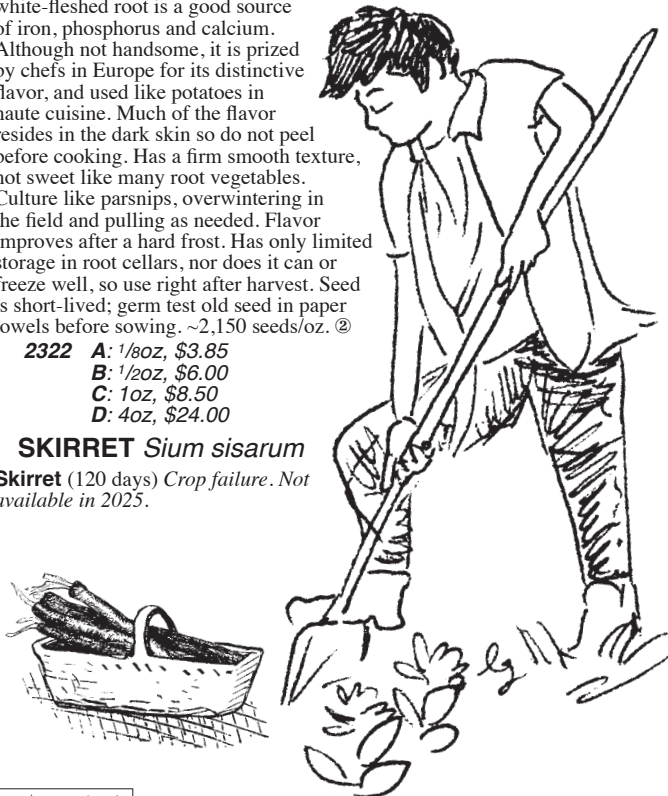 white-fleshed root is a good source
of iron, phosphorus and calcium.
Although not handsome, it is prized
by chefs in Europe for its distinctive
flavor, and used like potatoes in
haute cuisine. Much of the flavor
resides in the dark skin so do not peel
before cooking. Has a firm smooth texture,
not sweet like many root vegetables.
Culture like parsnips, overwintering in
the field and pulling as needed. Flavor
improves after a hard frost. Has only limited
storage in root cellars, nor does it can or
freeze well, so use right after harvest. Seed
is short-lived; germ test old seed in paper
towels before sowing. ~2,150 seeds/oz. ②
2322 A: 1/8oz, $3.85
B: 1/2oz, $6.00
C: 1oz, $8.50
D: 4oz, $24.00
SKIRRET Sium sisarum
Skirret (120 days) Crop failure. Not
available in 2025.
lg